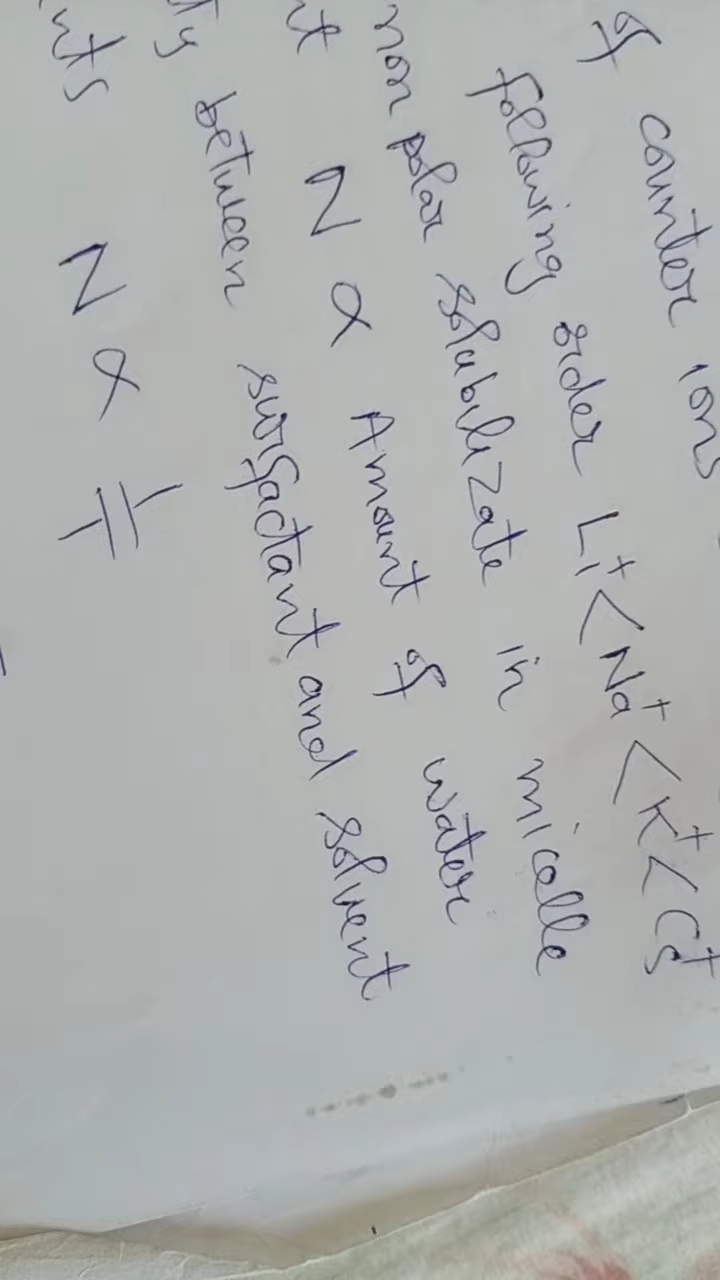 of counter ions
following order Li⁺ < Na⁺ < K⁺ < Cs⁺
non polar solubilizate in micelle
N α Amount of water
between surfactant and solvent
N α 1/T